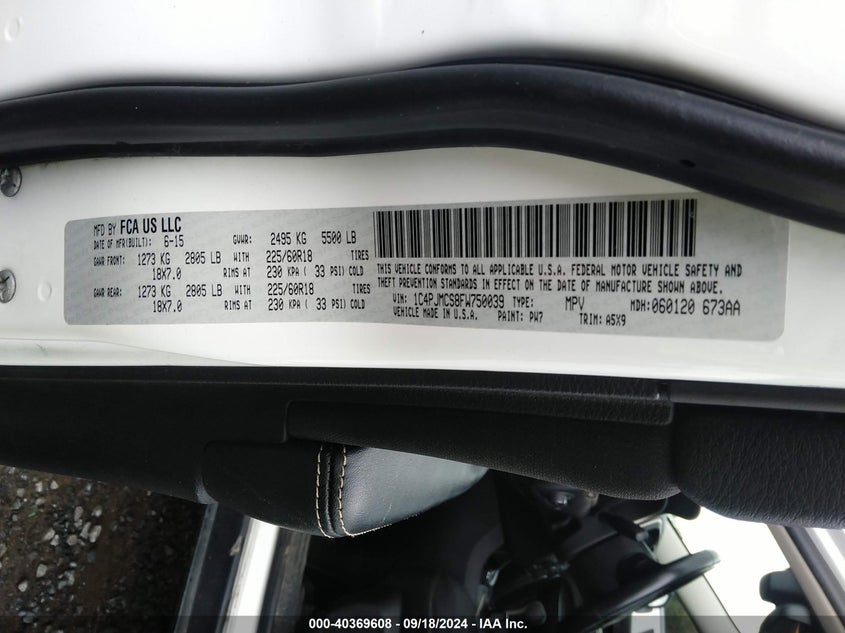 MFD BY FCA US LLC
DATE OF MFR(BUILT): 6-15 GVWR: 2495 KG 5500 LB
GAWR FRONT: 1273 KG 2805 LB WITH 225/60R18 TIRES
18X7.0 RIMS AT 230 KPA ( 33 PSI) COLD
GAWR REAR: 1273 KG 2805 LB WITH 225/60R18 TIRES
18X7.0 RIMS AT 230 KPA ( 33 PSI) COLD
THIS VEHICLE CONFORMS TO ALL APPLICABLE U.S.A. FEDERAL MOTOR VEHICLE SAFETY AND
THEFT PREVENTION STANDARDS IN EFFECT ON THE DATE OF MANUFACTURE SHOWN ABOVE.
VIN: 1C4PJMCS8FW750039 TYPE: MPV MDH:060120 673AA
VEHICLE MADE IN U.S.A. PAINT: PW7 TRIM: A5X9
000-40369608 - 09/18/2024 - IAA Inc.